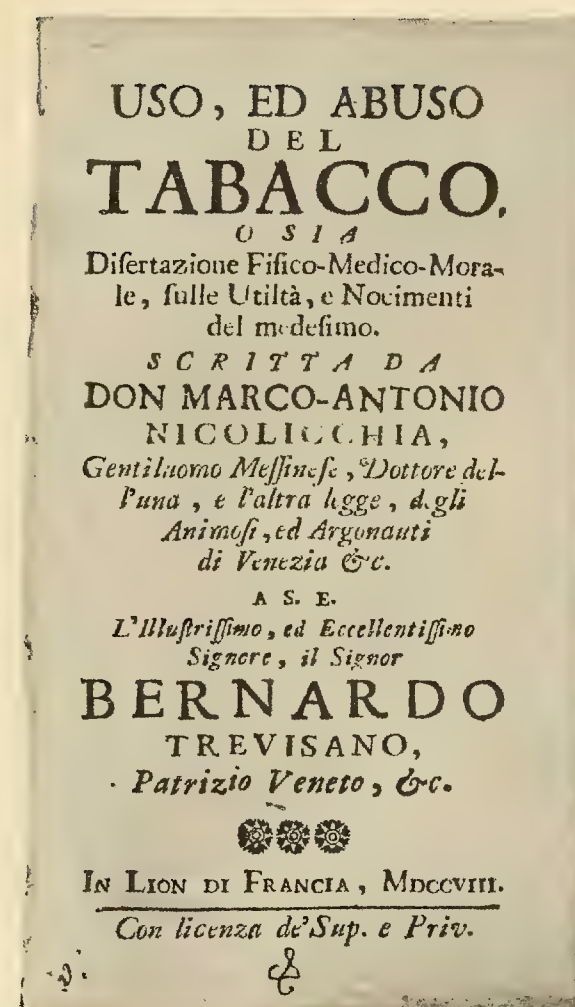 USO, ED ABUSO
DEL
TABACCO.
O SIA
Diſertazione Fiſico-Medico-Mora-
le, ſulle Utiltà, e Nocimenti
del medeſimo.
SCRITTA DA
DON MARCO-ANTONIO
NICOLICCHIA,
Gentiluomo Meſſineſe, Dottore del-
l'una, e l'altra legge, degli
Animoſi, ed Argonauti
di Venezia &c.
A S. E.
L'Illuſtriſſimo, ed Eccellentiſſimo
Signore, il Signor
BERNARDO
TREVISANO,
Patrizio Veneto, &c.
IN LION DI FRANCIA, MDCCVIII.
Con licenza de' Sup. e Priv.